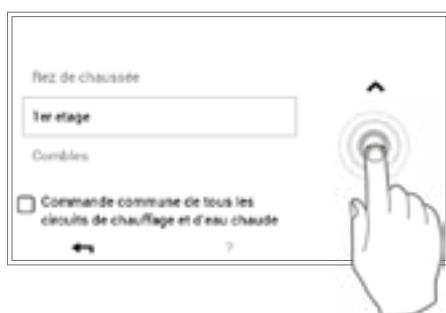 Rez de chaussée
1er etage
Combles
Commande commune de tous les
circuits de chauffage et d'eau chaude
?